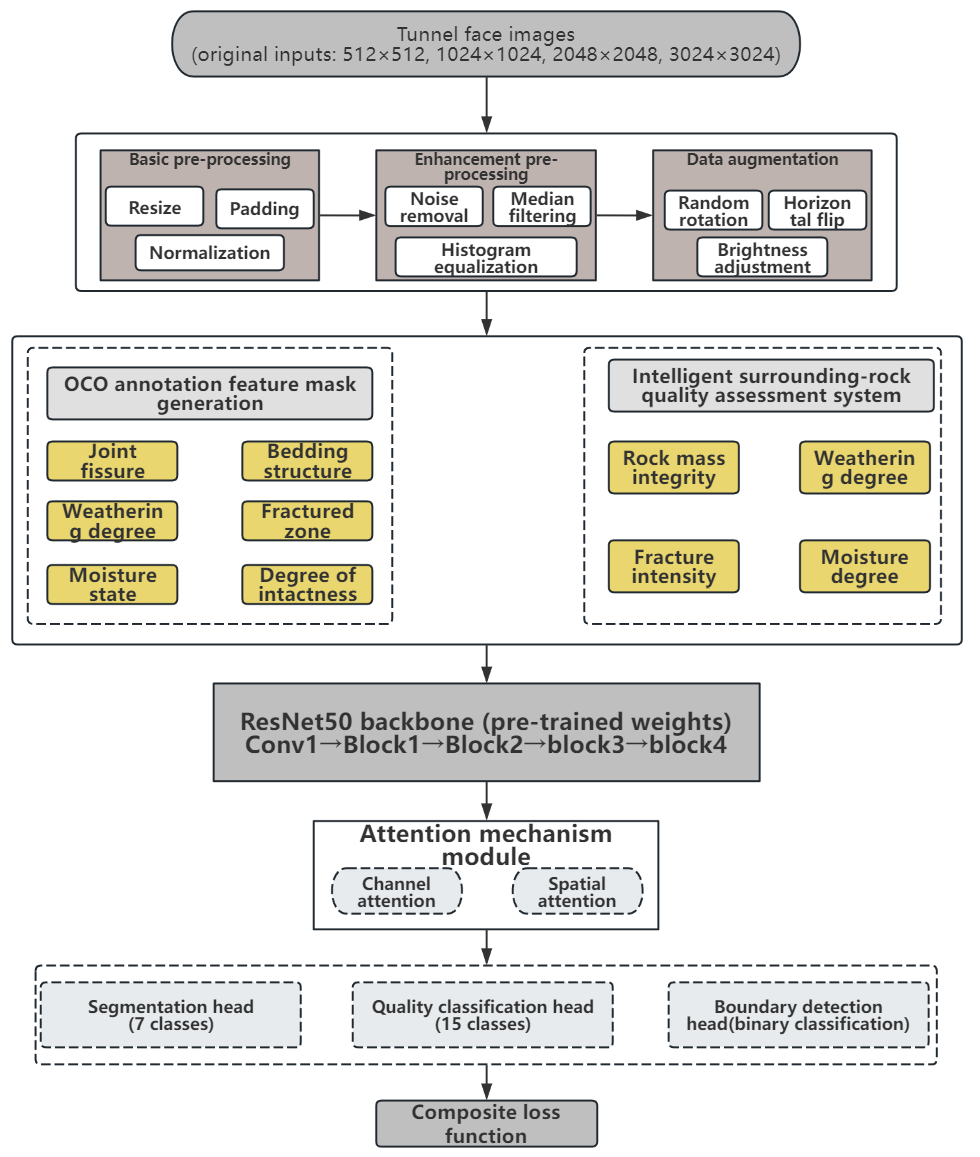 Tunnel face images
(original inputs: 512×512, 1024×1024, 2048×2048, 3024×3024)
Basic pre-processing
Resize
Padding
Normalization
Enhancement pre-
processing
Noise
removal
Median
filtering
Histogram
equalization
Data augmentation
Random
rotation
Horizon
tal flip
Brightness
adjustment
OCO annotation feature mask
generation
Joint
fissure
Bedding
structure
Weatherin
g degree
Fractured
zone
Moisture
state
Degree of
intactness
Intelligent surrounding-rock
quality assessment system
Rock mass
integrity
Weatherin
g degree
Fracture
intensity
Moisture
degree
ResNet50 backbone (pre-trained weights)
Conv1→Block1→Block2→block3→block4
Attention mechanism
module
Channel
attention
Spatial
attention
Segmentation head
(7 classes)
Quality classification head
(15 classes)
Boundary detection
head(binary classification)
Composite loss
function